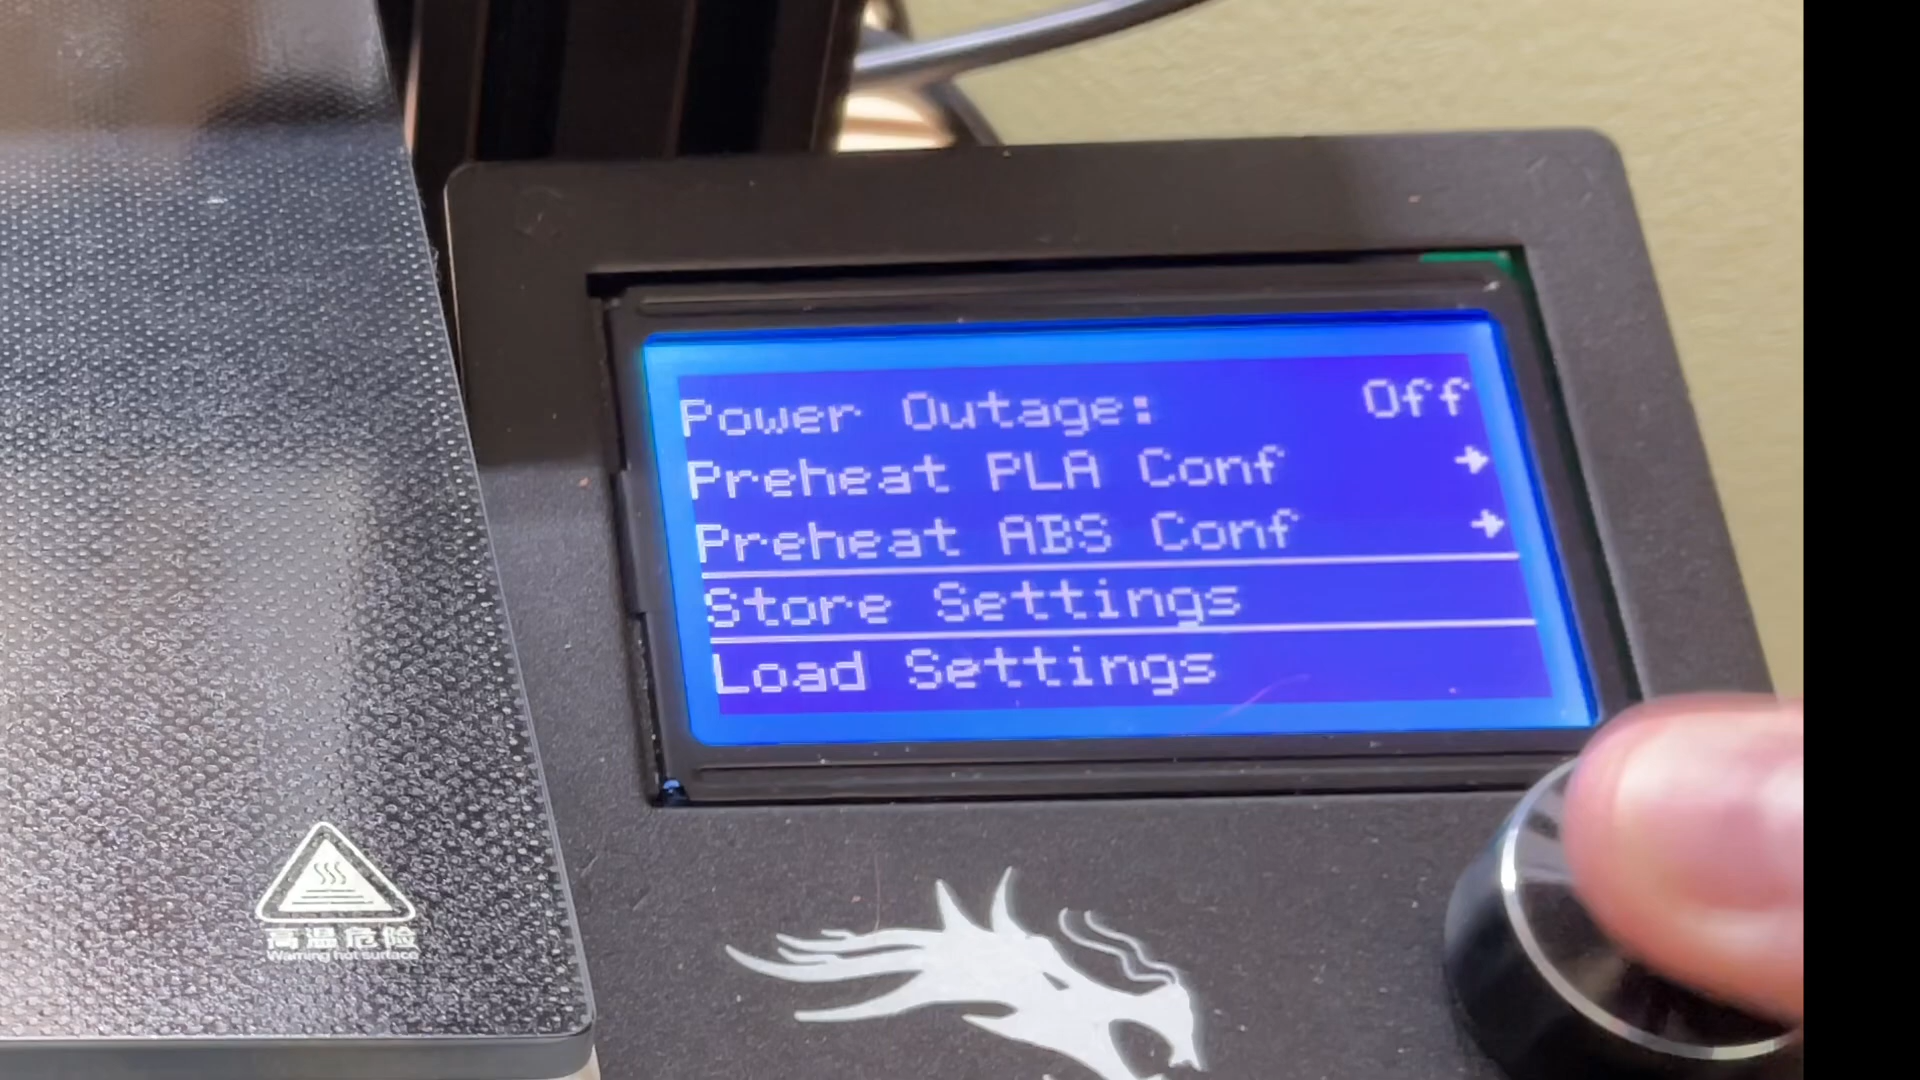 Power Outage: Off
Preheat PLA Conf →
Preheat ABS Conf →
Store Settings
Load Settings
高温危险
Warning hot surface